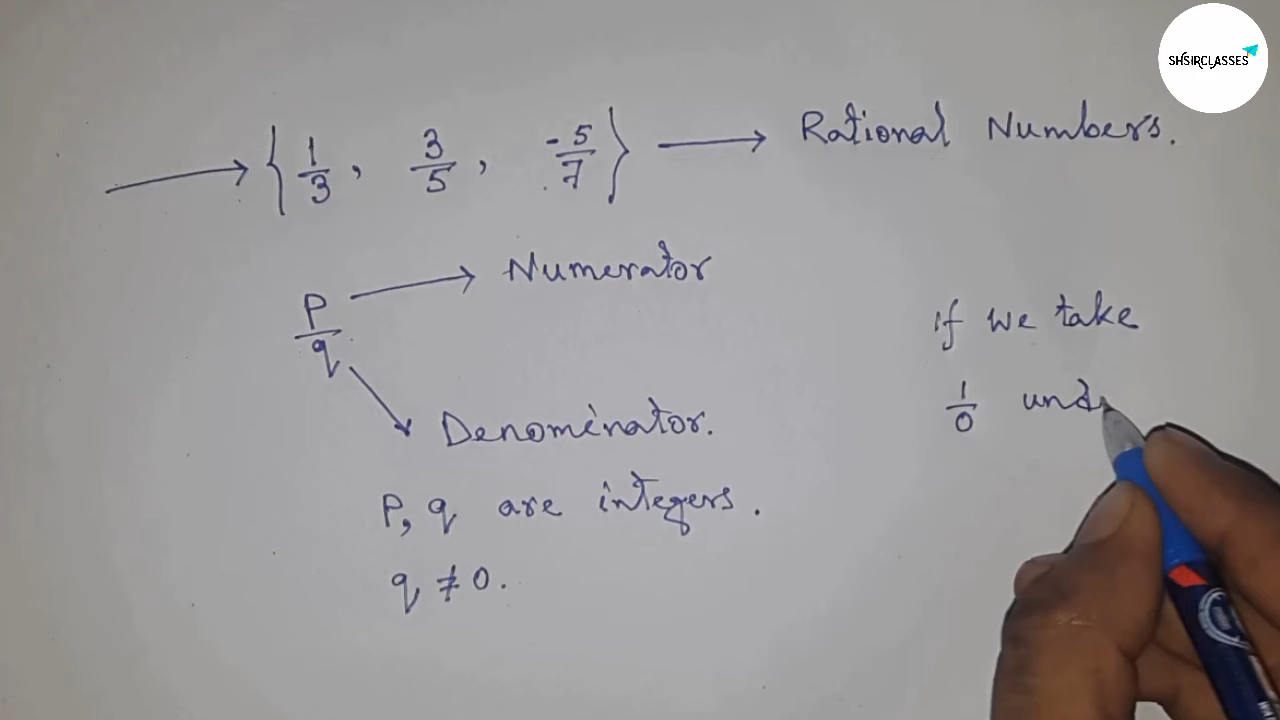 SHSIRCLASSES
→ { 1/3, 3/5, -5/7 } → Rational Numbers.
p/q → Numerator
→ Denominator.
if we take
1/0 und
P, q are integers.
q ≠ 0.